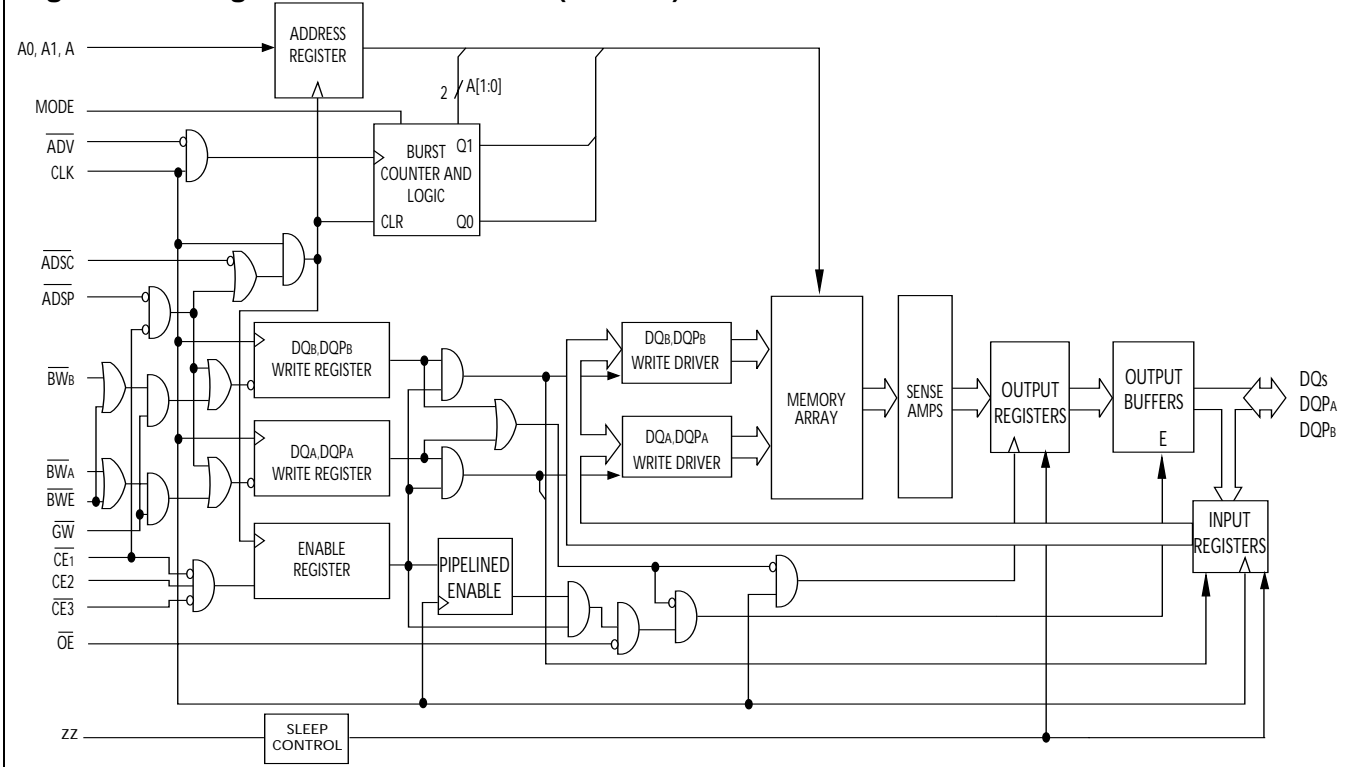 A0, A1, A
ADDRESS
REGISTER
2
A[1:0]
MODE
ADV
CLK
BURST
COUNTER AND
LOGIC
Q1
CLR
Q0
ADSC
ADSP
DQB,DQPB
WRITE REGISTER
DQB,DQPB
WRITE DRIVER
BWB
MEMORY
ARRAY
SENSE
AMPS
OUTPUT
REGISTERS
OUTPUT
BUFFERS
E
DQs
DQPA
DQPB
DQA,DQPA
WRITE REGISTER
DQA,DQPA
WRITE DRIVER
BWA
BWE
GW
CE1
CE2
CE3
ENABLE
REGISTER
PIPELINED
ENABLE
INPUT
REGISTERS
OE
ZZ
SLEEP
CONTROL